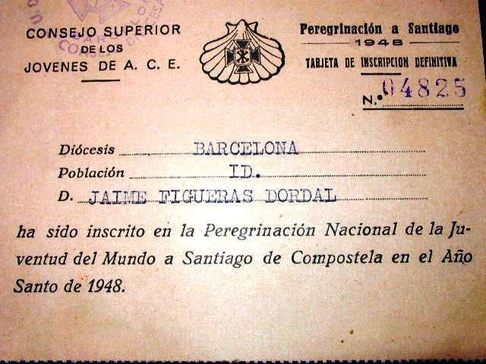 CONSEJO SUPERIOR
DE LOS
JOVENES DE A. C. E.
Peregrinación a Santiago
1948
TARJETA DE INSCRIPCION DEFINITIVA
N.º 04825
Diócesis BARCELONA
Población ID.
D. JAIME FIGUERAS DORDAL
ha sido inscrito en la Peregrinación Nacional de la Ju-
ventud del Mundo a Santiago de Compostela en el Año
Santo de 1948.